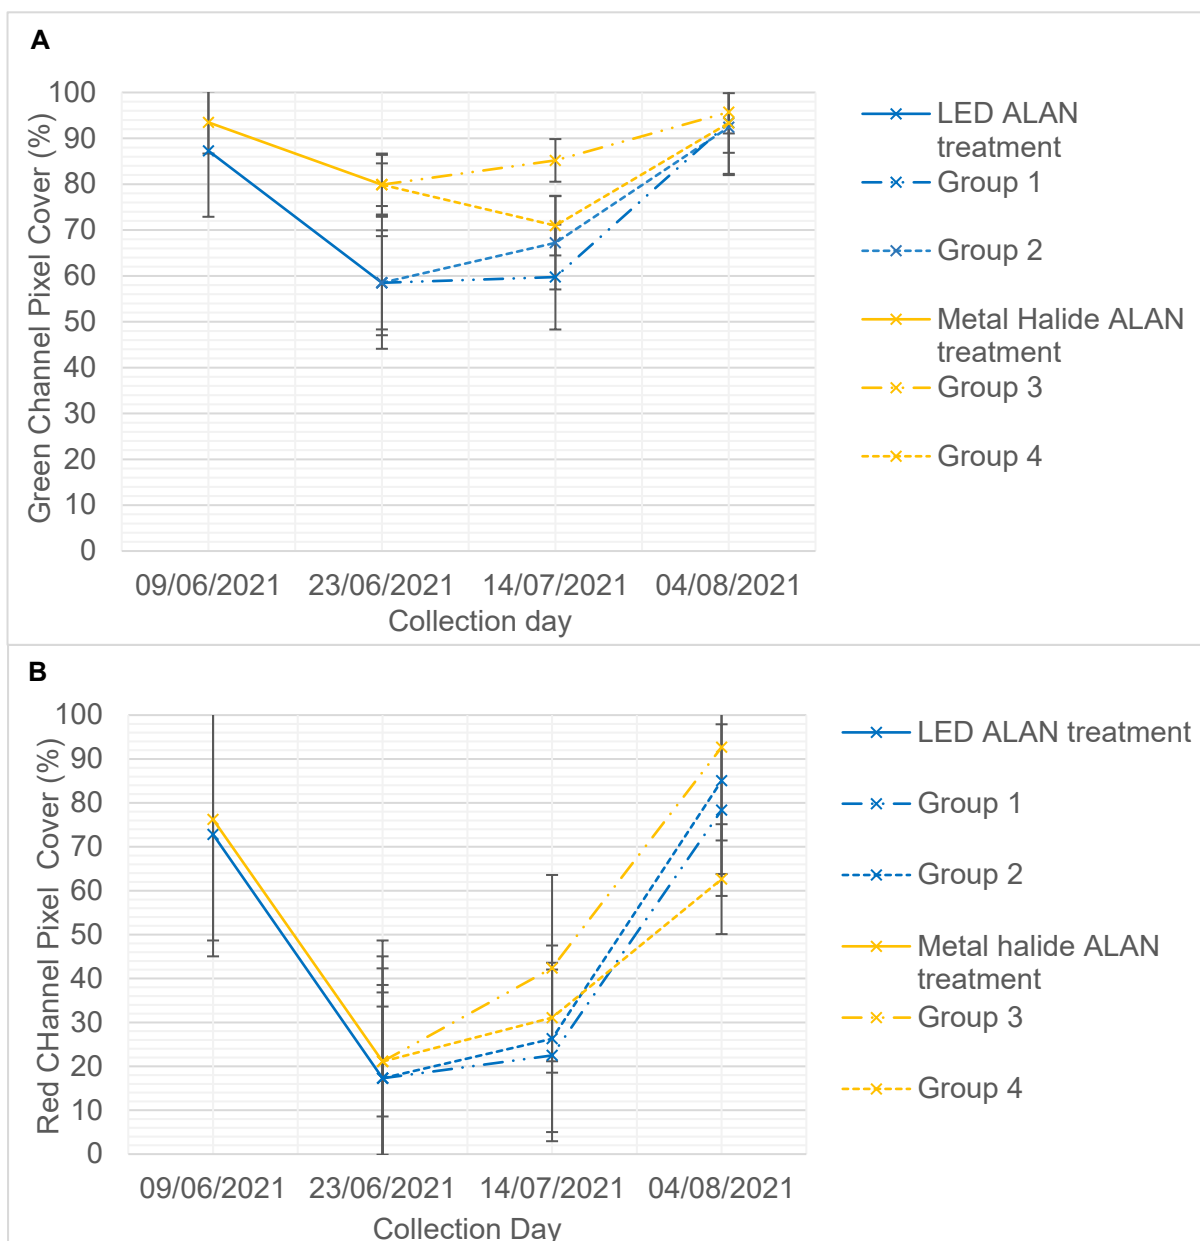 A
Green Channel Pixel Cover (%)
100
90
80
70
60
50
40
30
20
10
0
09/06/2021 23/06/2021 14/07/2021 04/08/2021
Collection day
LED ALAN
treatment
Group 1
Group 2
Metal Halide ALAN
treatment
Group 3
Group 4
B
Red CHannel Pixel Cover (%)
100
90
80
70
60
50
40
30
20
10
0
09/06/2021 23/06/2021 14/07/2021 04/08/2021
Collection Day
LED ALAN treatment
Group 1
Group 2
Metal halide ALAN
treatment
Group 3
Group 4